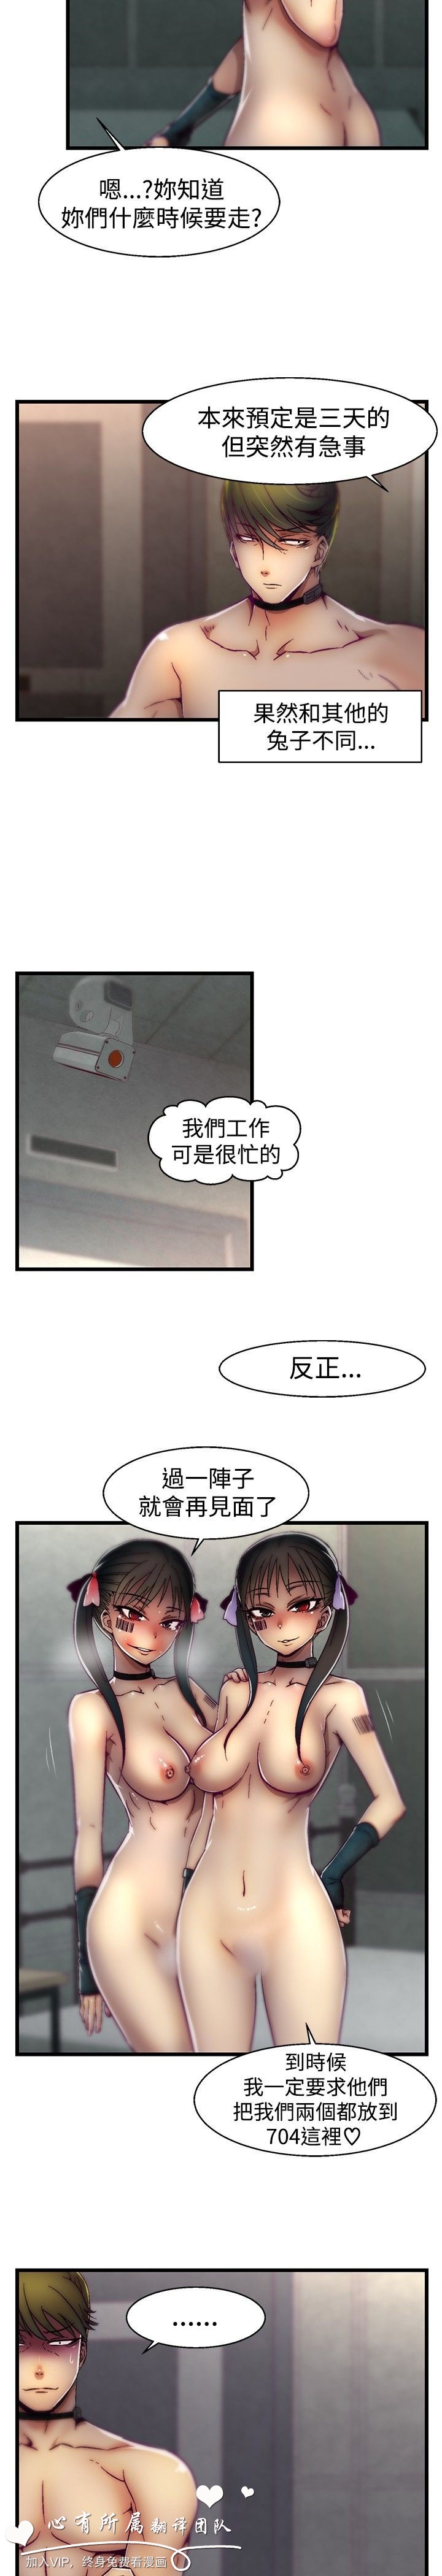 嗯...?妳知道
妳們什麼時候要走?
本來預定是三天的
但突然有急事
果然和其他的
兔子不同...
我們工作
可是很忙的
反正...
過一陣子
就會再見面了
到時候
我一定要求他們
把我們兩個都放到
704這裡♡
......
心有所属翻译团队
加入VIP，终身免费看漫画